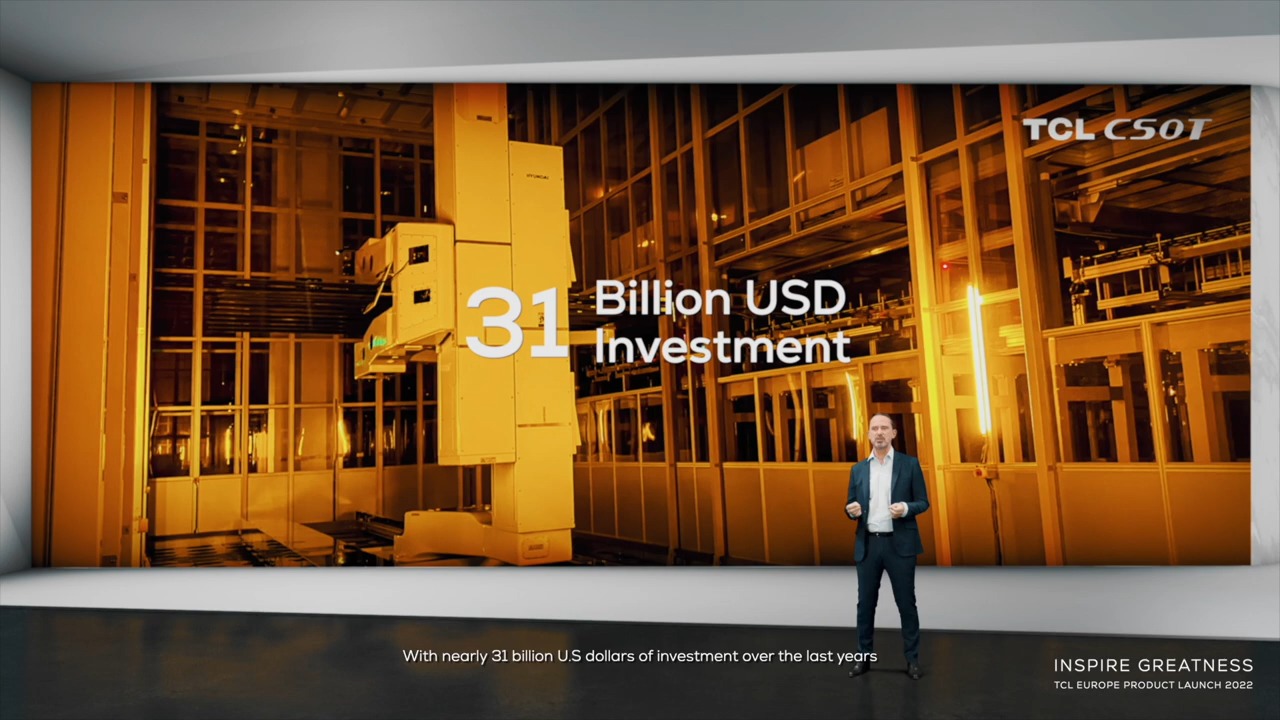 TCL CSOT
HYUNDAI
31 Billion USD
Investment
With nearly 31 billion U.S dollars of investment over the last years
INSPIRE GREATNESS
TCL EUROPE PRODUCT LAUNCH 2022